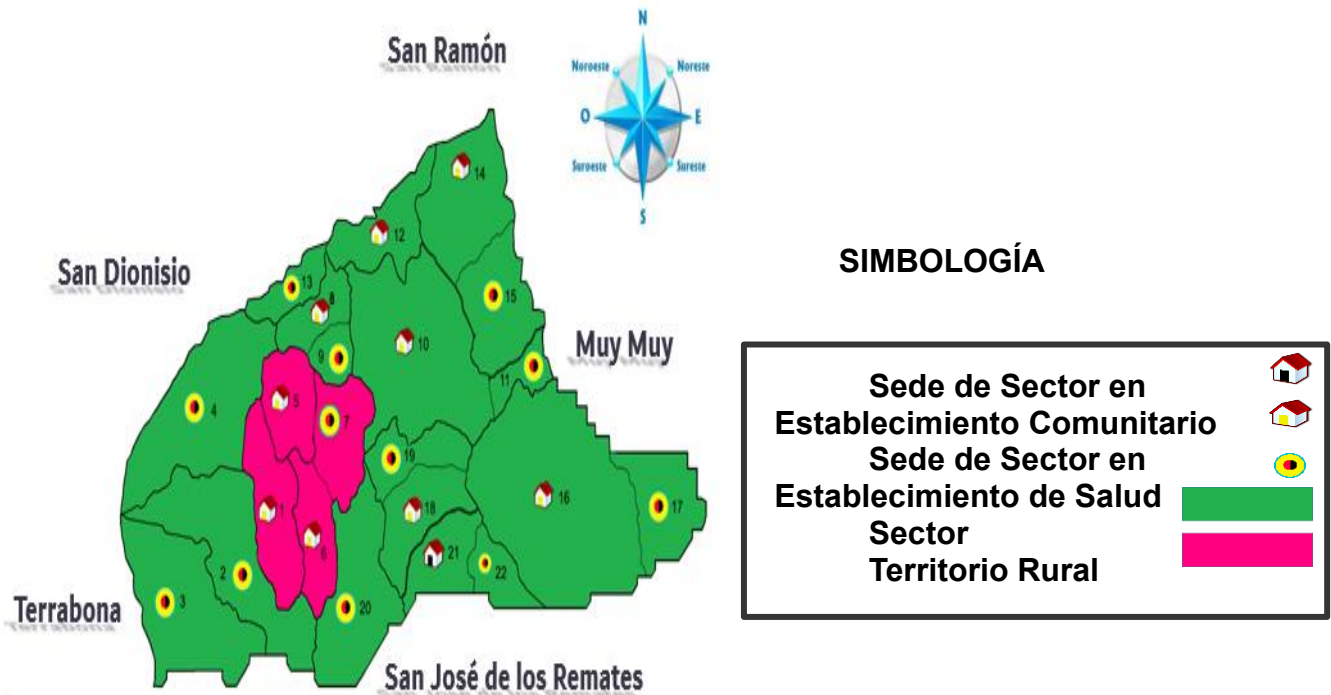 N
San Ramón
Noroeste Noreste
O E
Suroeste Sureste
S
14
12
San Dionisio
SIMBOLOGÍA
13
15
8
10
Muy Muy
9
11
5
4
7
Sede de Sector en
Establecimiento Comunitario
19
Sede de Sector en
Establecimiento de Salud
16
17
1
18
Sector
6
21
22
Territorio Rural
2
3
20
Terrabona
San José de los Remates